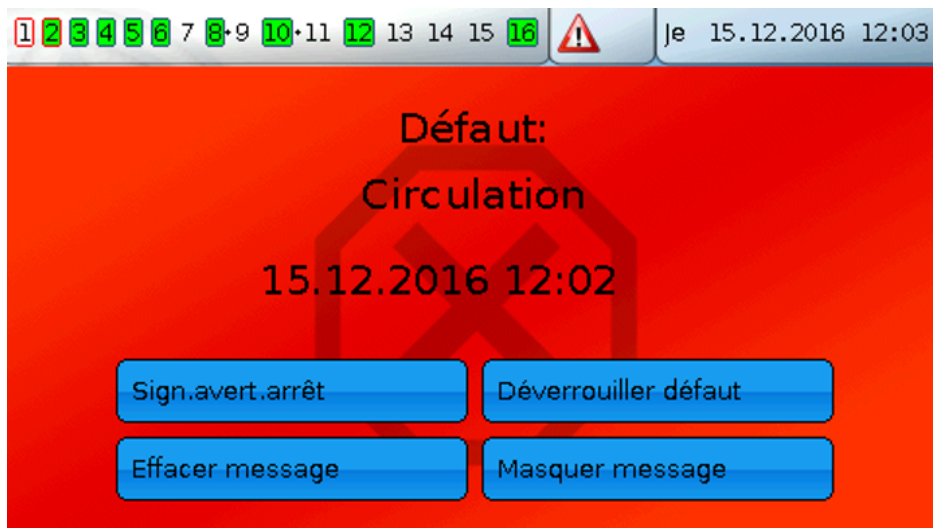 1 2 3 4 5 6 7 8·9 10·11 12 13 14 15 16 Je 15.12.2016 12:03
Défaut:
Circulation
15.12.2016 12:02
Sign.avert.arrêt Déverrouiller défaut
Effacer message Masquer message